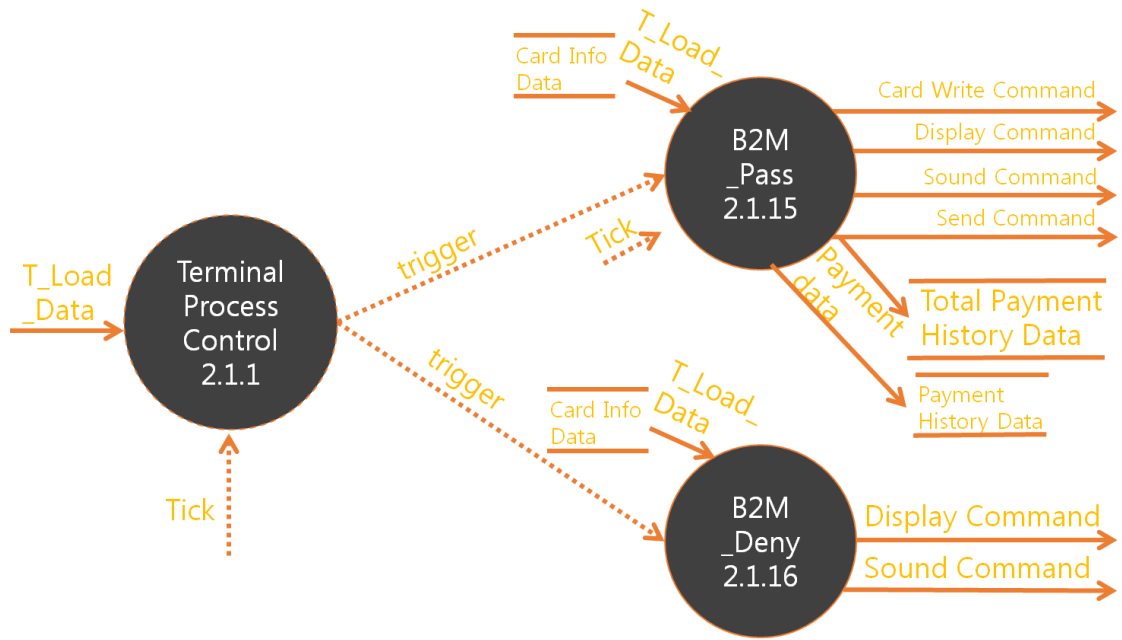 T_Load
_Data
Terminal
Process
Control
2.1.1
Tick
trigger
trigger
Card Info
Data
T_Load_
Data
B2M
_Pass
2.1.15
Tick
Card Write Command
Display Command
Sound Command
Send Command
Payment
data
Total Payment
History Data
Payment
History Data
Card Info
Data
T_Load_
Data
B2M
_Deny
2.1.16
Display Command
Sound Command